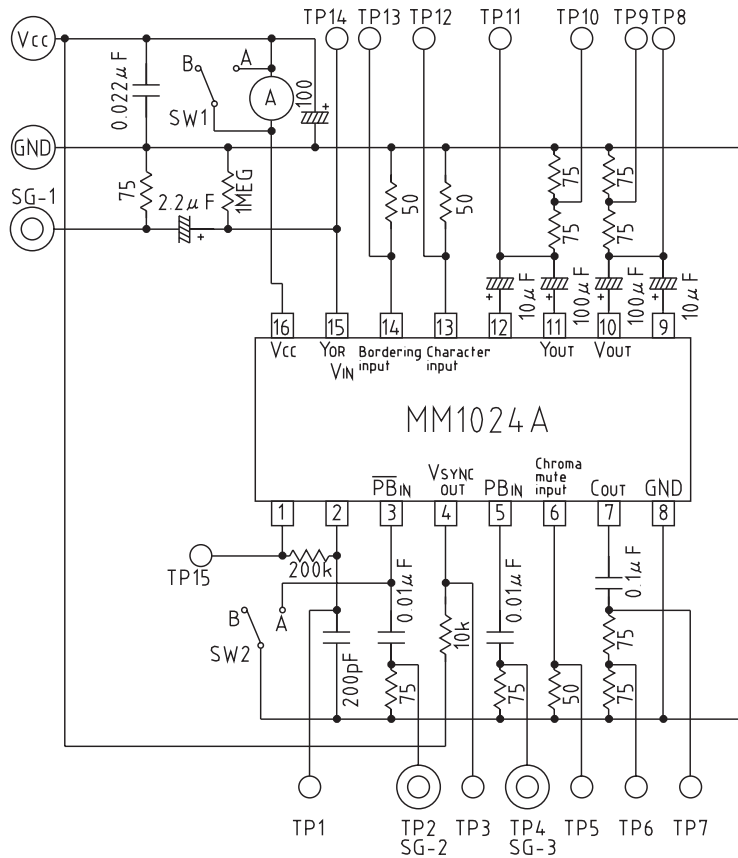 TP14 TP13 TP12 TP11 TP10 TP9 TP8
Vcc
0.022μF
B A
A
SW1
100
+
GND
SG-1
75
2.2μF
+
1MEG
50
50
75
75
75
75
10μF
100μF
100μF
10μF
+ + + +
16 15 14 13 12 11 10 9
VCC YOR VIN Bordering input Character input YOUT VOUT
MM1024A
PBIN VSYNC OUT PBIN Chroma mute input COUT GND
1 2 3 4 5 6 7 8
TP15
200k
0.01μF
0.01μF
0.1μF
B A
SW2
200pF
75
10k
75
50
75
75
TP1 TP2 TP3 TP4 TP5 TP6 TP7
SG-2 SG-3